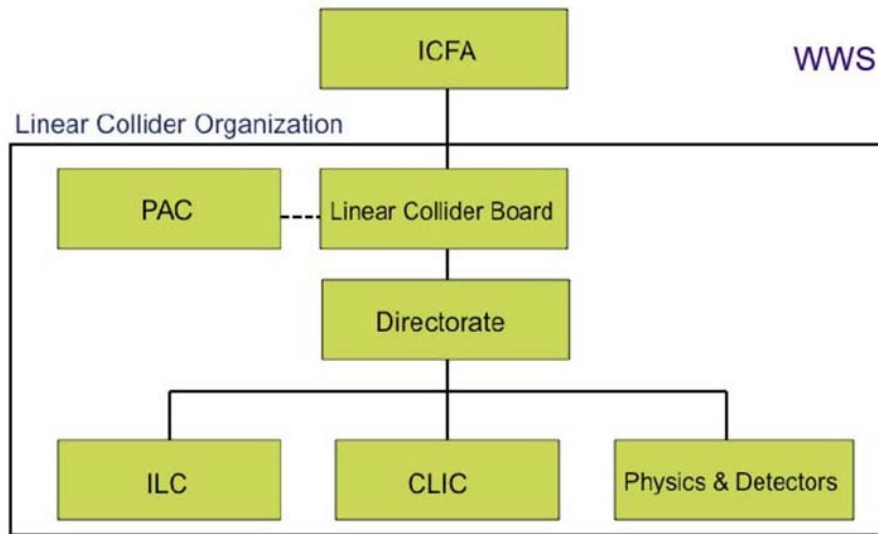 ICFA
WWS
Linear Collider Organization
PAC
Linear Collider Board
Directorate
ILC
CLIC
Physics & Detectors